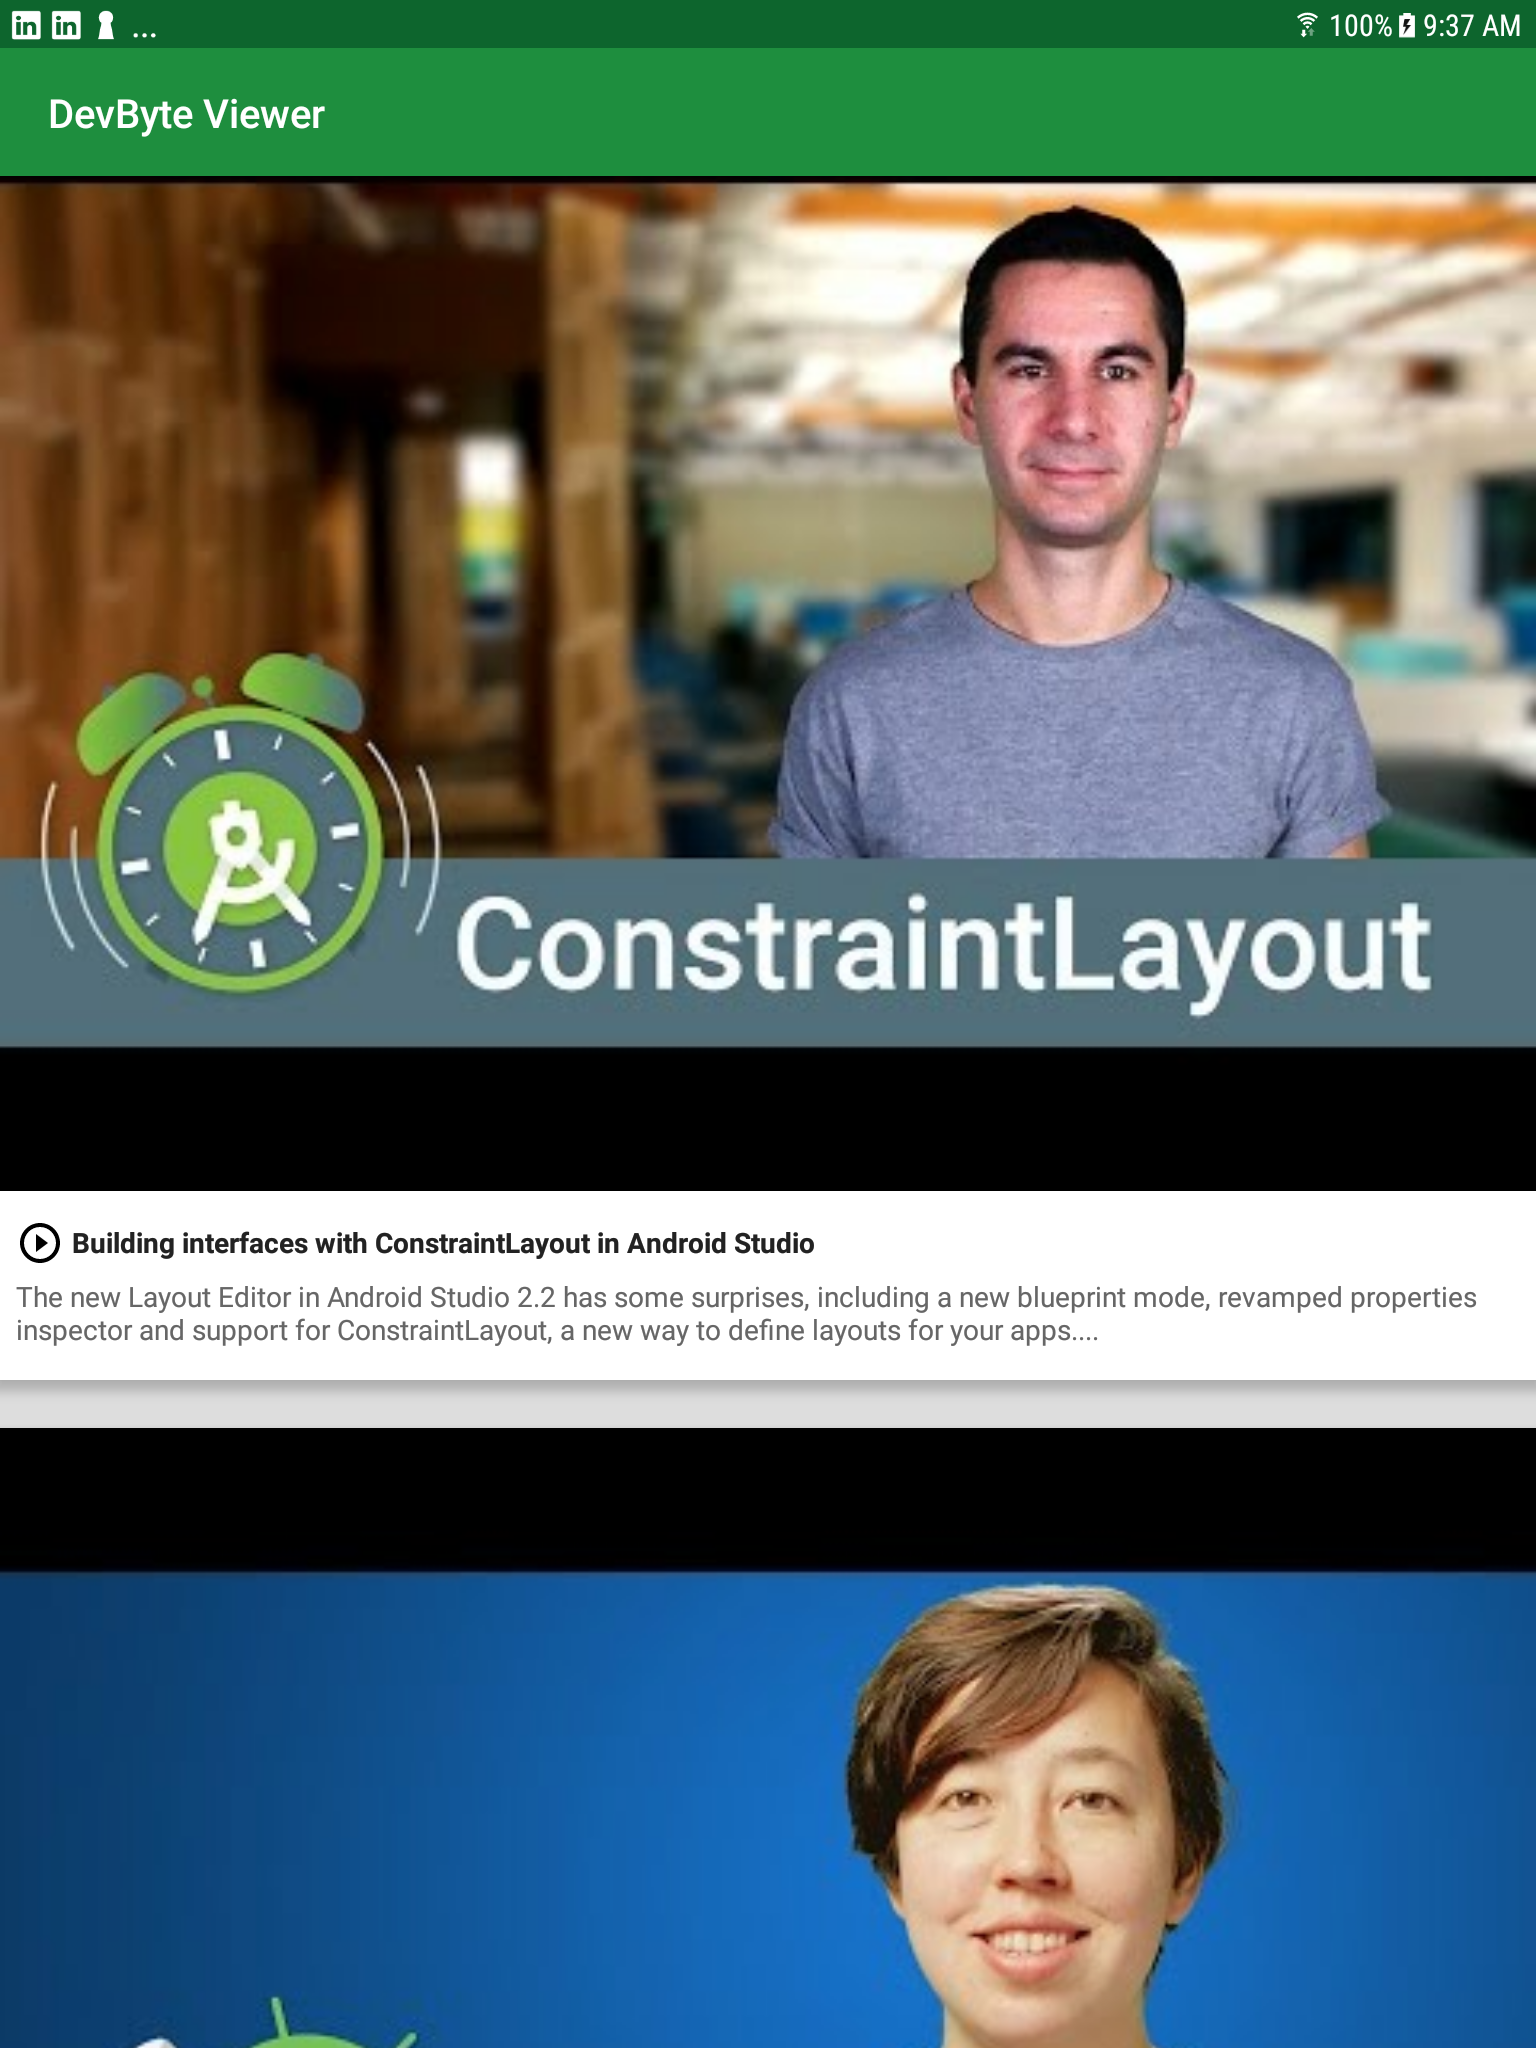 in in ... 100% 9:37 AM
DevByte Viewer
ConstraintLayout
Building interfaces with ConstraintLayout in Android Studio
The new Layout Editor in Android Studio 2.2 has some surprises, including a new blueprint mode, revamped properties
inspector and support for ConstraintLayout, a new way to define layouts for your apps....